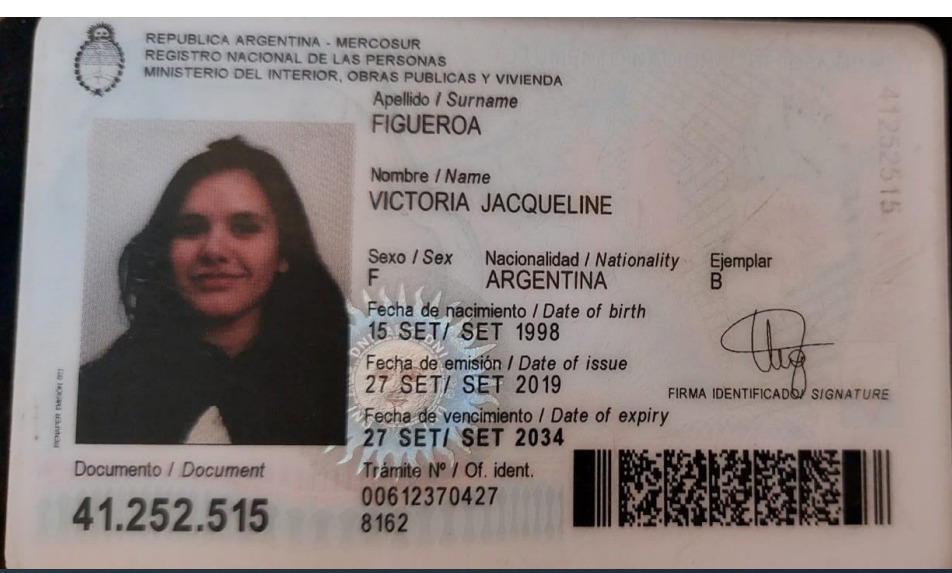 REPUBLICA ARGENTINA - MERCOSUR
REGISTRO NACIONAL DE LAS PERSONAS
MINISTERIO DEL INTERIOR, OBRAS PUBLICAS Y VIVIENDA
Apellido / Surname
FIGUEROA
Nombre / Name
VICTORIA JACQUELINE
Sexo / Sex Nacionalidad / Nationality Ejemplar
F ARGENTINA B
Fecha de nacimiento / Date of birth
15 SET/ SET 1998
Fecha de emisión / Date of issue
27 SET/ SET 2019
FIRMA IDENTIFICADO/ SIGNATURE
Fecha de vencimiento / Date of expiry
27 SET/ SET 2034
Documento / Document Trámite Nº / Of. ident.
41.252.515 00612370427
8162
41252515